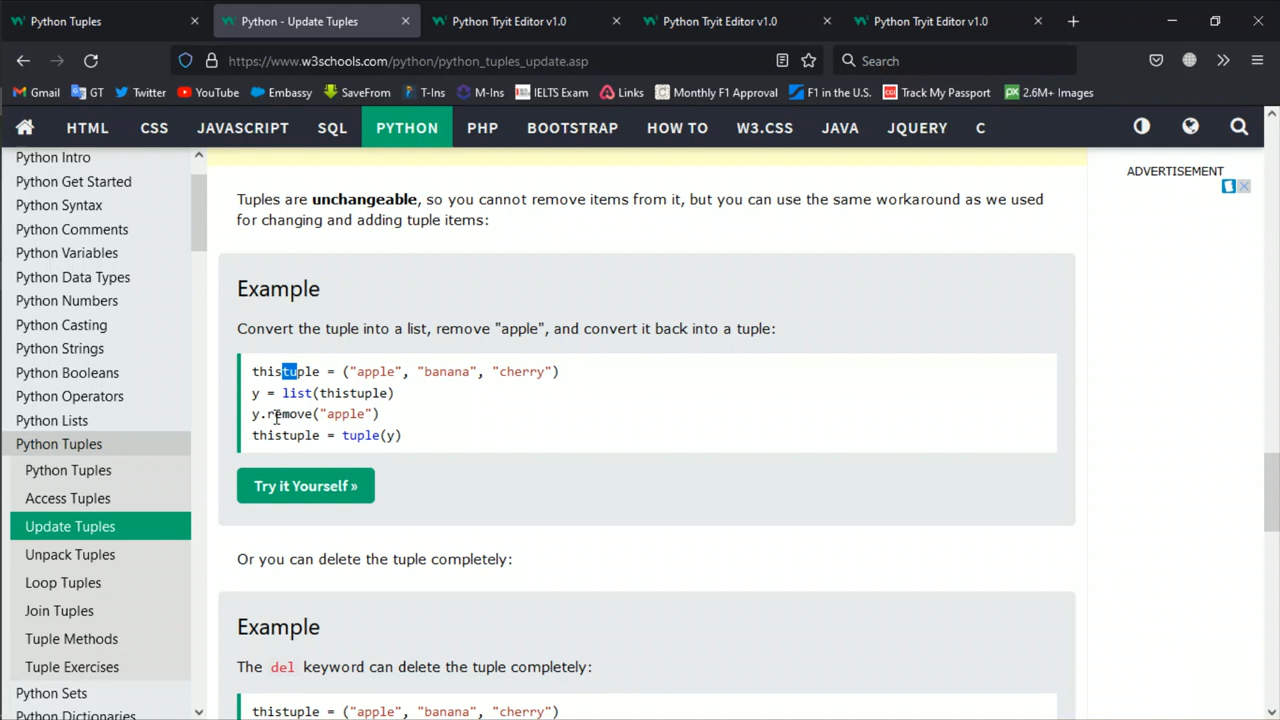 Python Tuples
Python - Update Tuples
Python Tryit Editor v1.0
Python Tryit Editor v1.0
Python Tryit Editor v1.0
https://www.w3schools.com/python/python_tuples_update.asp
Search
Gmail
GT
Twitter
YouTube
Embassy
SaveFrom
T-Ins
M-Ins
IELTS Exam
Links
Monthly F1 Approval
F1 in the U.S.
Track My Passport
2.6M+ Images
HTML
CSS
JAVASCRIPT
SQL
PYTHON
PHP
BOOTSTRAP
HOW TO
W3.CSS
JAVA
JQUERY
C
Python Intro
Python Get Started
Python Syntax
Python Comments
Python Variables
Python Data Types
Python Numbers
Python Casting
Python Strings
Python Booleans
Python Operators
Python Lists
Python Tuples
Python Tuples
Access Tuples
Update Tuples
Unpack Tuples
Loop Tuples
Join Tuples
Tuple Methods
Tuple Exercises
Python Sets
Python Dictionaries
Tuples are unchangeable, so you cannot remove items from it, but you can use the same workaround as we used
for changing and adding tuple items:
Example
Convert the tuple into a list, remove "apple", and convert it back into a tuple:
thistuple = ("apple", "banana", "cherry")
y = list(thistuple)
y.remove("apple")
thistuple = tuple(y)
Try it Yourself »
Or you can delete the tuple completely:
Example
The del keyword can delete the tuple completely:
thistuple = ("apple", "banana", "cherry")
ADVERTISEMENT